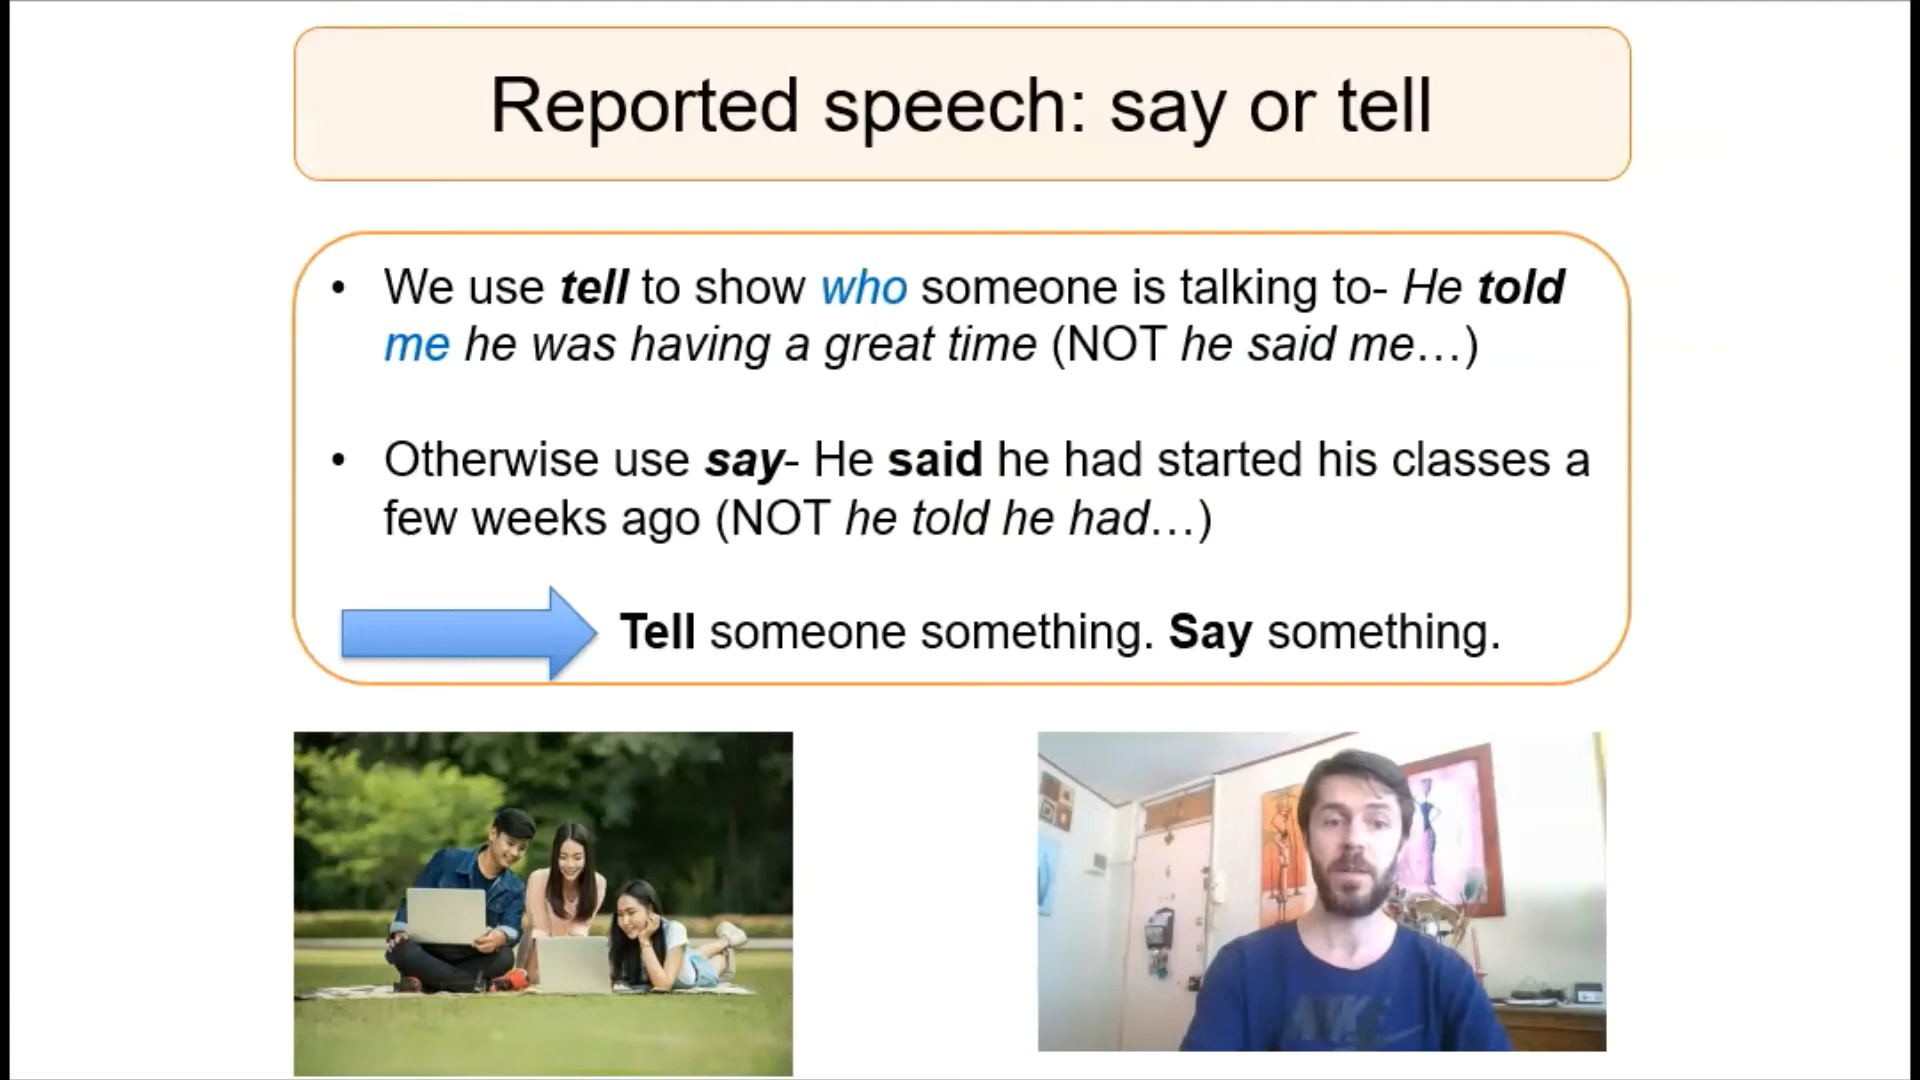 Reported speech: say or tell
• We use tell to show who someone is talking to- He told
me he was having a great time (NOT he said me…)
• Otherwise use say- He said he had started his classes a
few weeks ago (NOT he told he had…)
Tell someone something. Say something.
NIKE